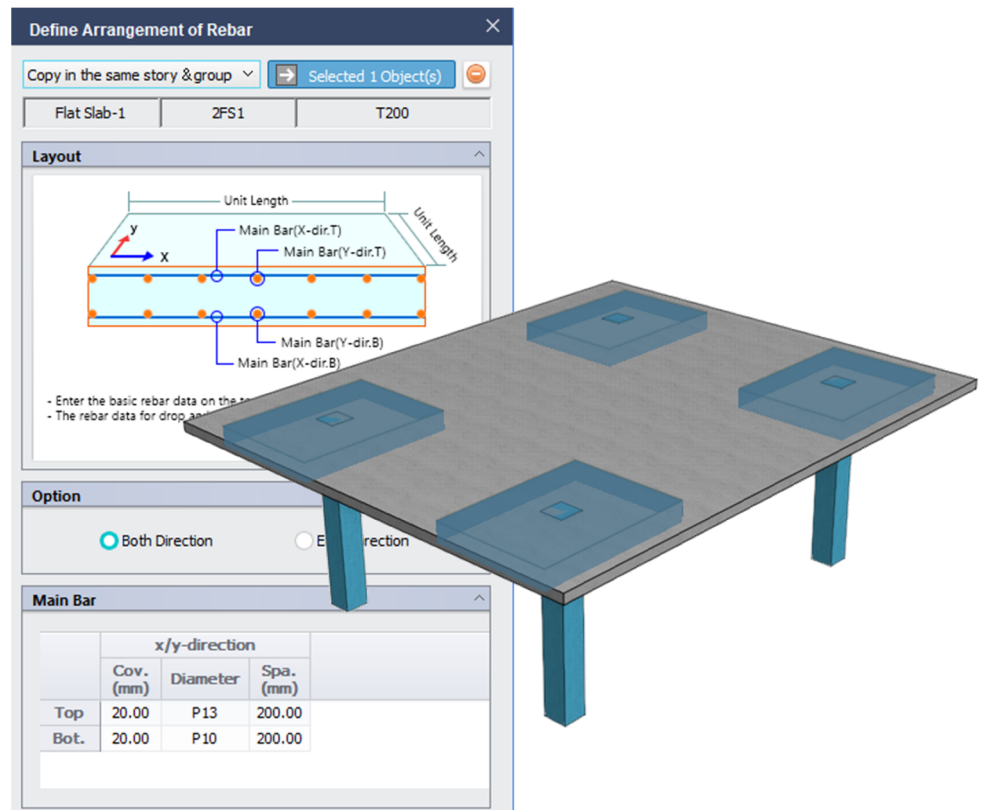 Define Arrangement of Rebar
Copy in the same story &group
Selected 1 Object(s)
Flat Slab-1 2FS1 T200
Layout
Unit Length
Unit Length
y
x
Main Bar(X-dir.T)
Main Bar(Y-dir.T)
Main Bar(Y-dir.B)
Main Bar(X-dir.B)
- Enter the basic rebar data on the
- The rebar data for drop
Option
Both Direction
Main Bar
x/y-direction
Cov. (mm) Diameter Spa. (mm)
Top 20.00 P13 200.00
Bot. 20.00 P10 200.00